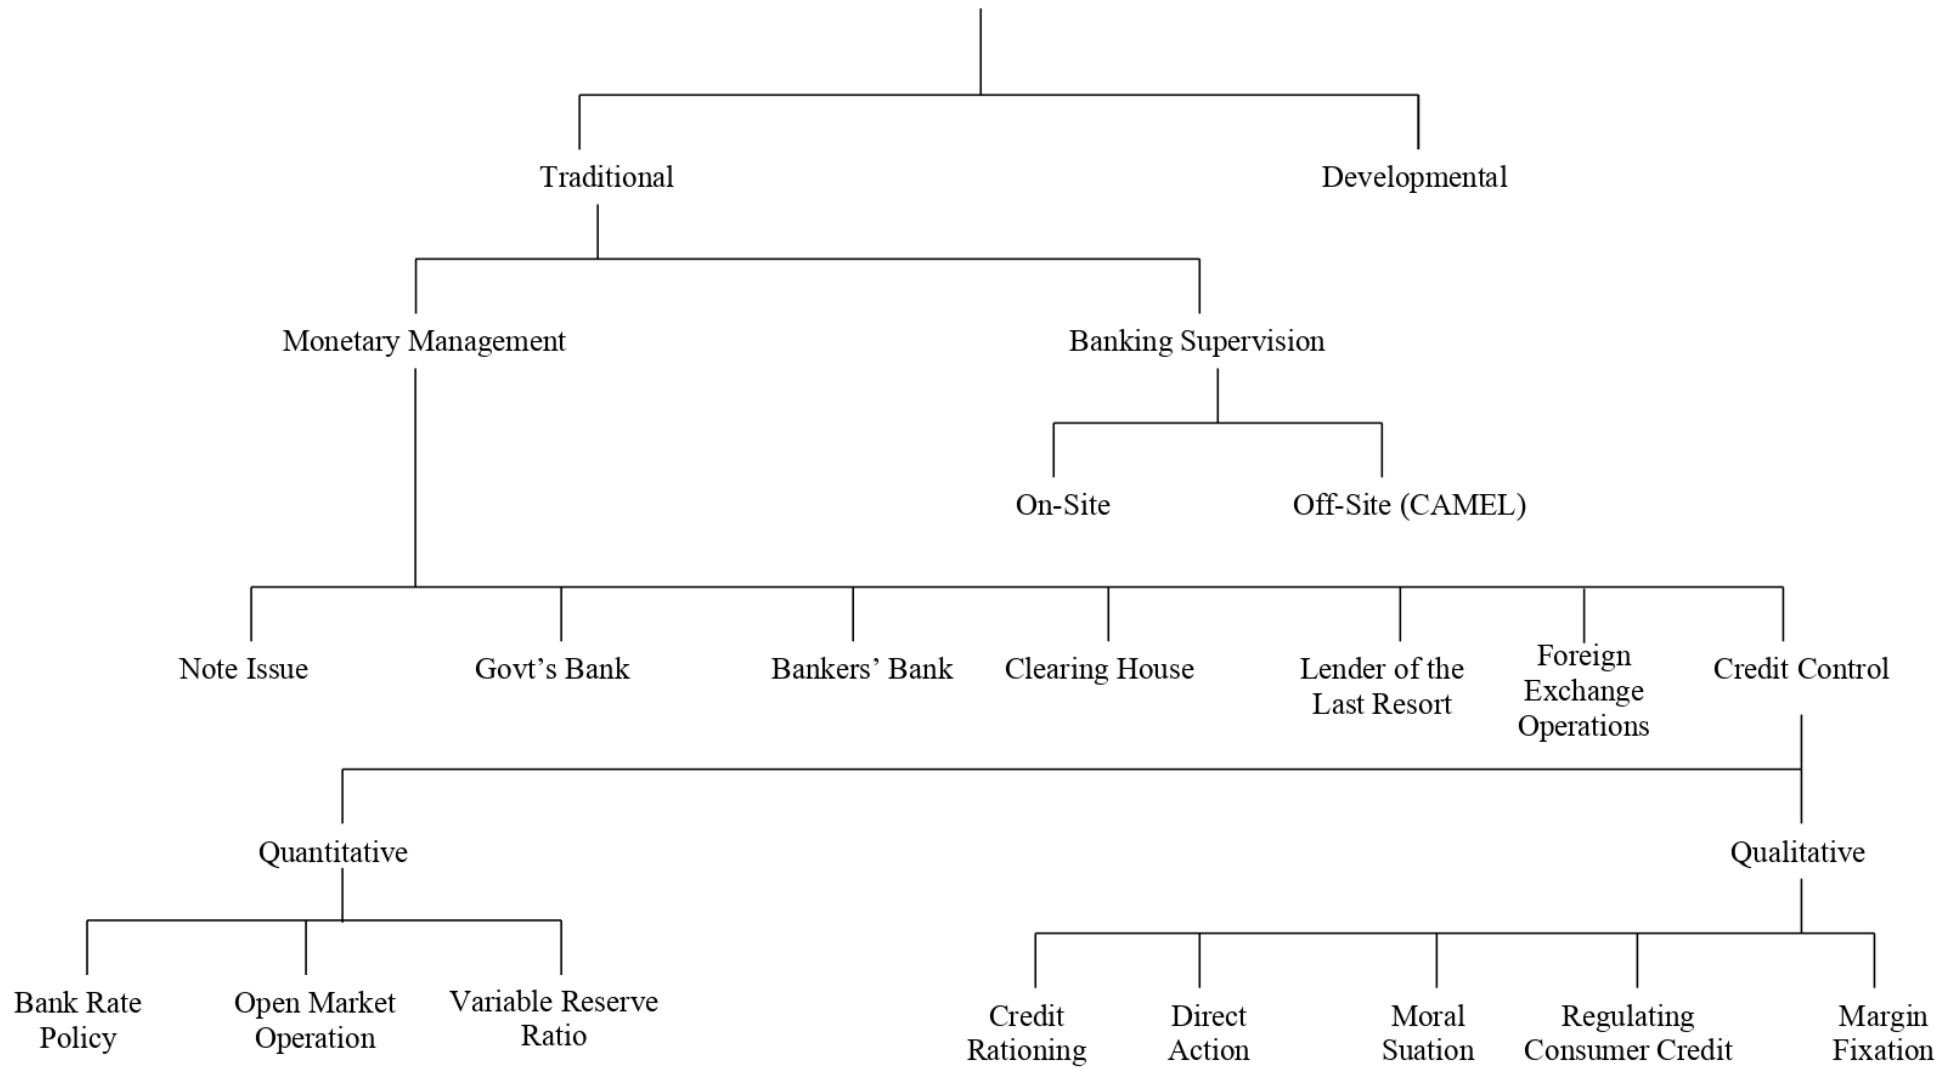 Traditional
Developmental
Monetary Management
Banking Supervision
On-Site
Off-Site (CAMEL)
Note Issue
Govt’s Bank
Bankers’ Bank
Clearing House
Lender of the
Last Resort
Foreign
Exchange
Operations
Credit Control
Quantitative
Qualitative
Bank Rate
Policy
Open Market
Operation
Variable Reserve
Ratio
Credit
Rationing
Direct
Action
Moral
Suation
Regulating
Consumer Credit
Margin
Fixation